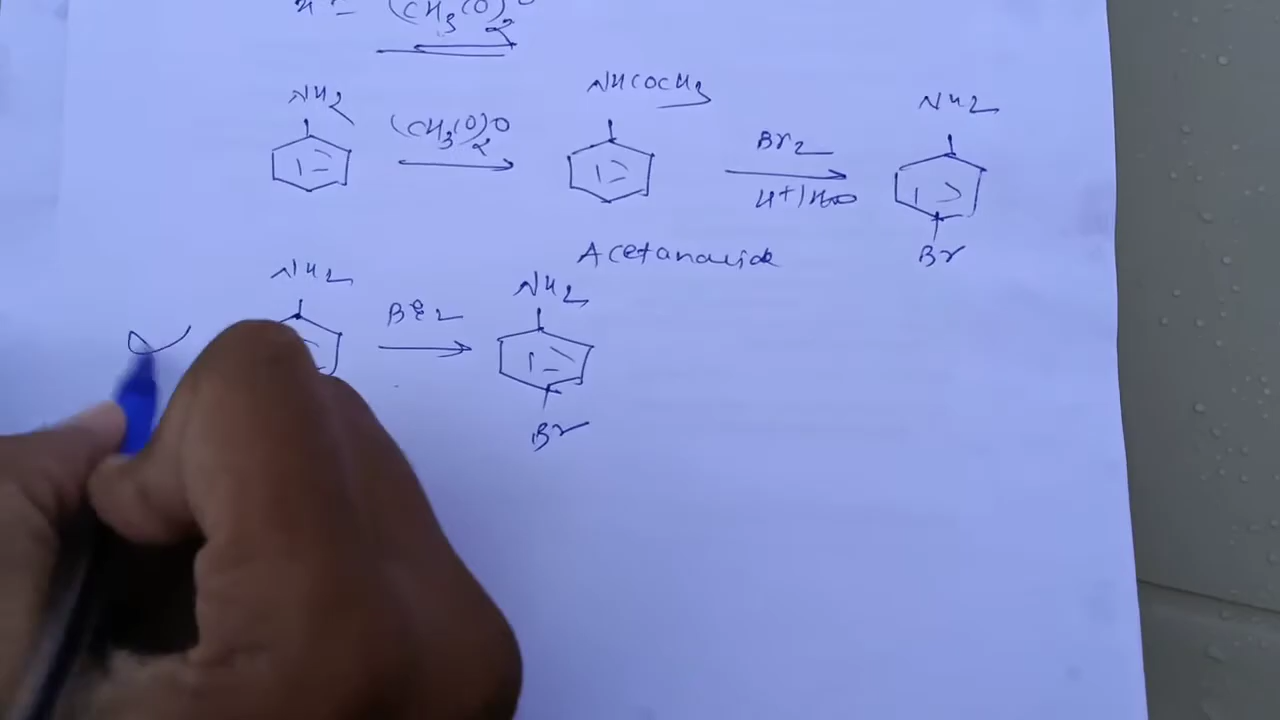 (CH3CO)2O
NH2 (CH3CO)2O NHCOCH3 Br2 H+/H2O NH2
Br
Acetanalide
NH2 Br2 NH2
Br